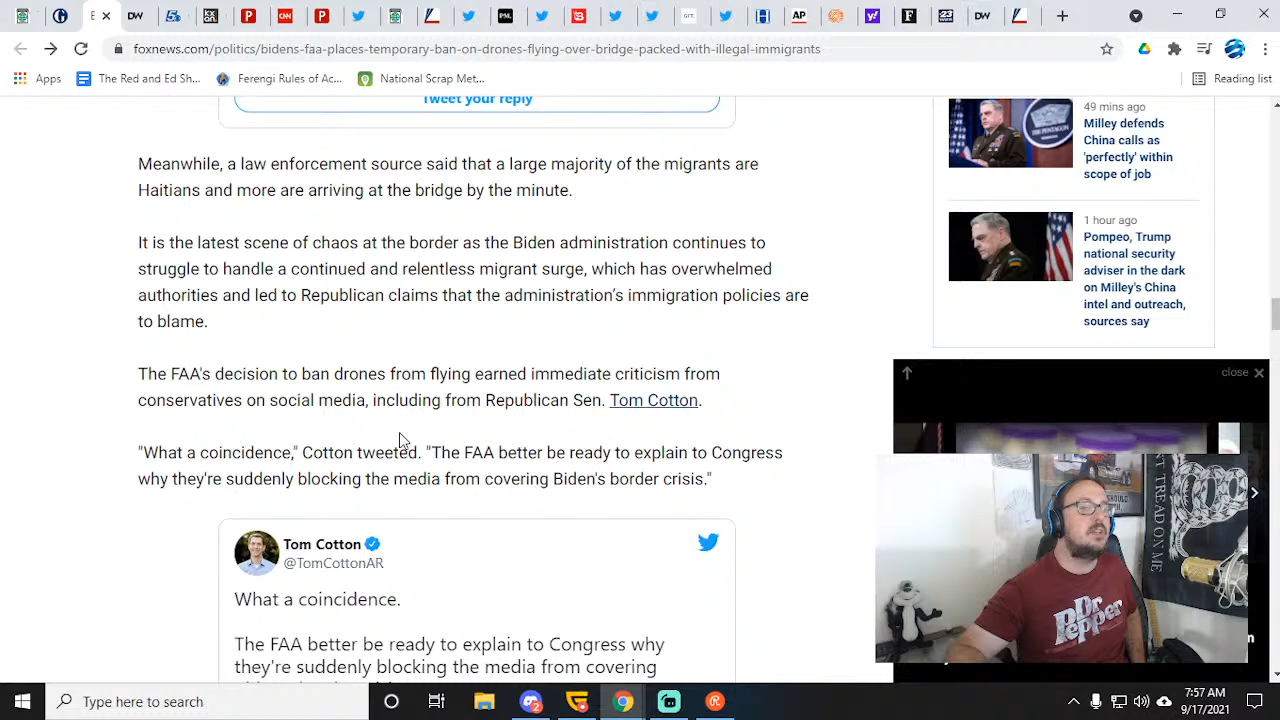 DW
CNN
PM.
GIT.
AP
DW
foxnews.com/politics/bidens-faa-places-temporary-ban-on-drones-flying-over-bridge-packed-with-illegal-immigrants
Apps
The Red and Ed Sh...
Ferengi Rules of Ac...
National Scrap Met...
Reading list
Tweet your reply
Meanwhile, a law enforcement source said that a large majority of the migrants are
Haitians and more are arriving at the bridge by the minute.
It is the latest scene of chaos at the border as the Biden administration continues to
struggle to handle a continued and relentless migrant surge, which has overwhelmed
authorities and led to Republican claims that the administration's immigration policies are
to blame.
The FAA's decision to ban drones from flying earned immediate criticism from
conservatives on social media, including from Republican Sen. Tom Cotton.
"What a coincidence," Cotton tweeted. "The FAA better be ready to explain to Congress
why they're suddenly blocking the media from covering Biden's border crisis."
Tom Cotton
@TomCottonAR
What a coincidence.
The FAA better be ready to explain to Congress why
they're suddenly blocking the media from covering
49 mins ago
Milley defends
China calls as
'perfectly' within
scope of job
1 hour ago
Pompeo, Trump
national security
adviser in the dark
on Milley's China
intel and outreach,
sources say
close
SHOULD
T TREAD ON ME
Dr
Pepper
Type here to search
2
7:57 AM
9/17/2021